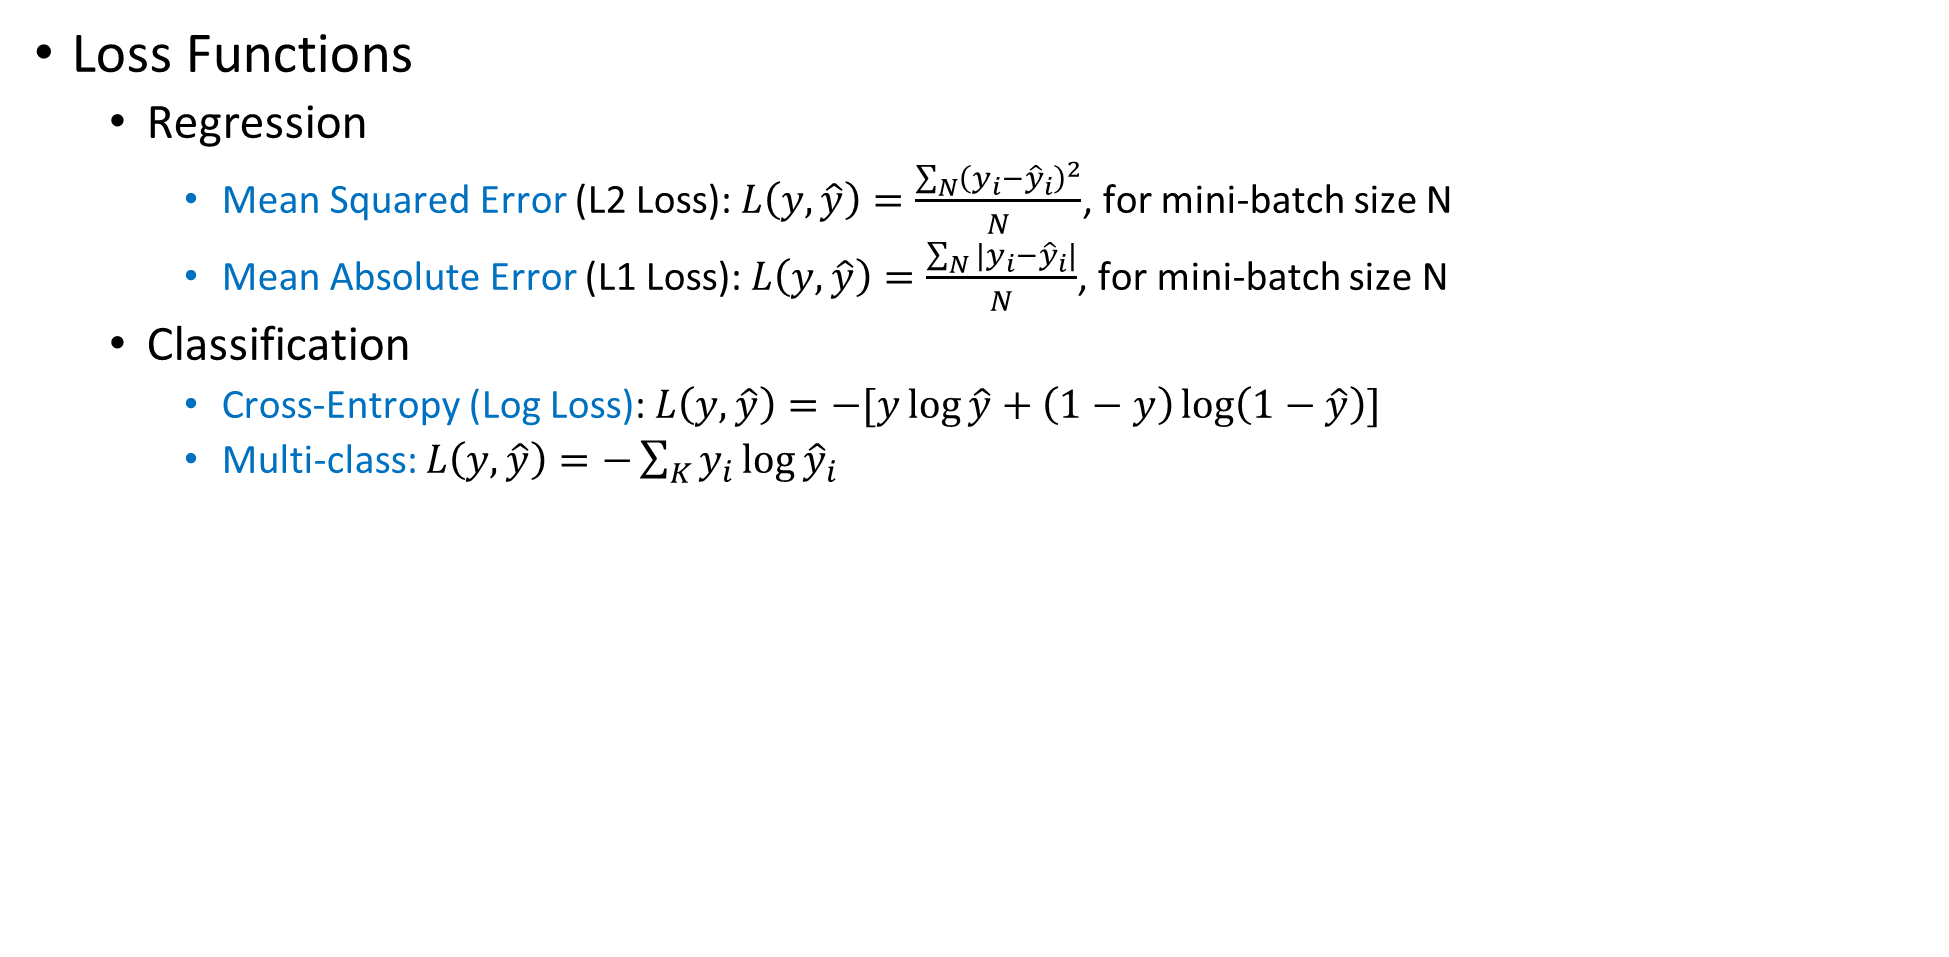 • Loss Functions
• Regression
• Mean Squared Error (L2 Loss): L(y, ŷ) = ∑_N(y_i−ŷ_i)²/N, for mini-batch size N
• Mean Absolute Error (L1 Loss): L(y, ŷ) = ∑_N|y_i−ŷ_i|/N, for mini-batch size N
• Classification
• Cross-Entropy (Log Loss): L(y, ŷ) = −[y log ŷ + (1 − y) log(1 − ŷ)]
• Multi-class: L(y, ŷ) = − ∑_K y_i log ŷ_i